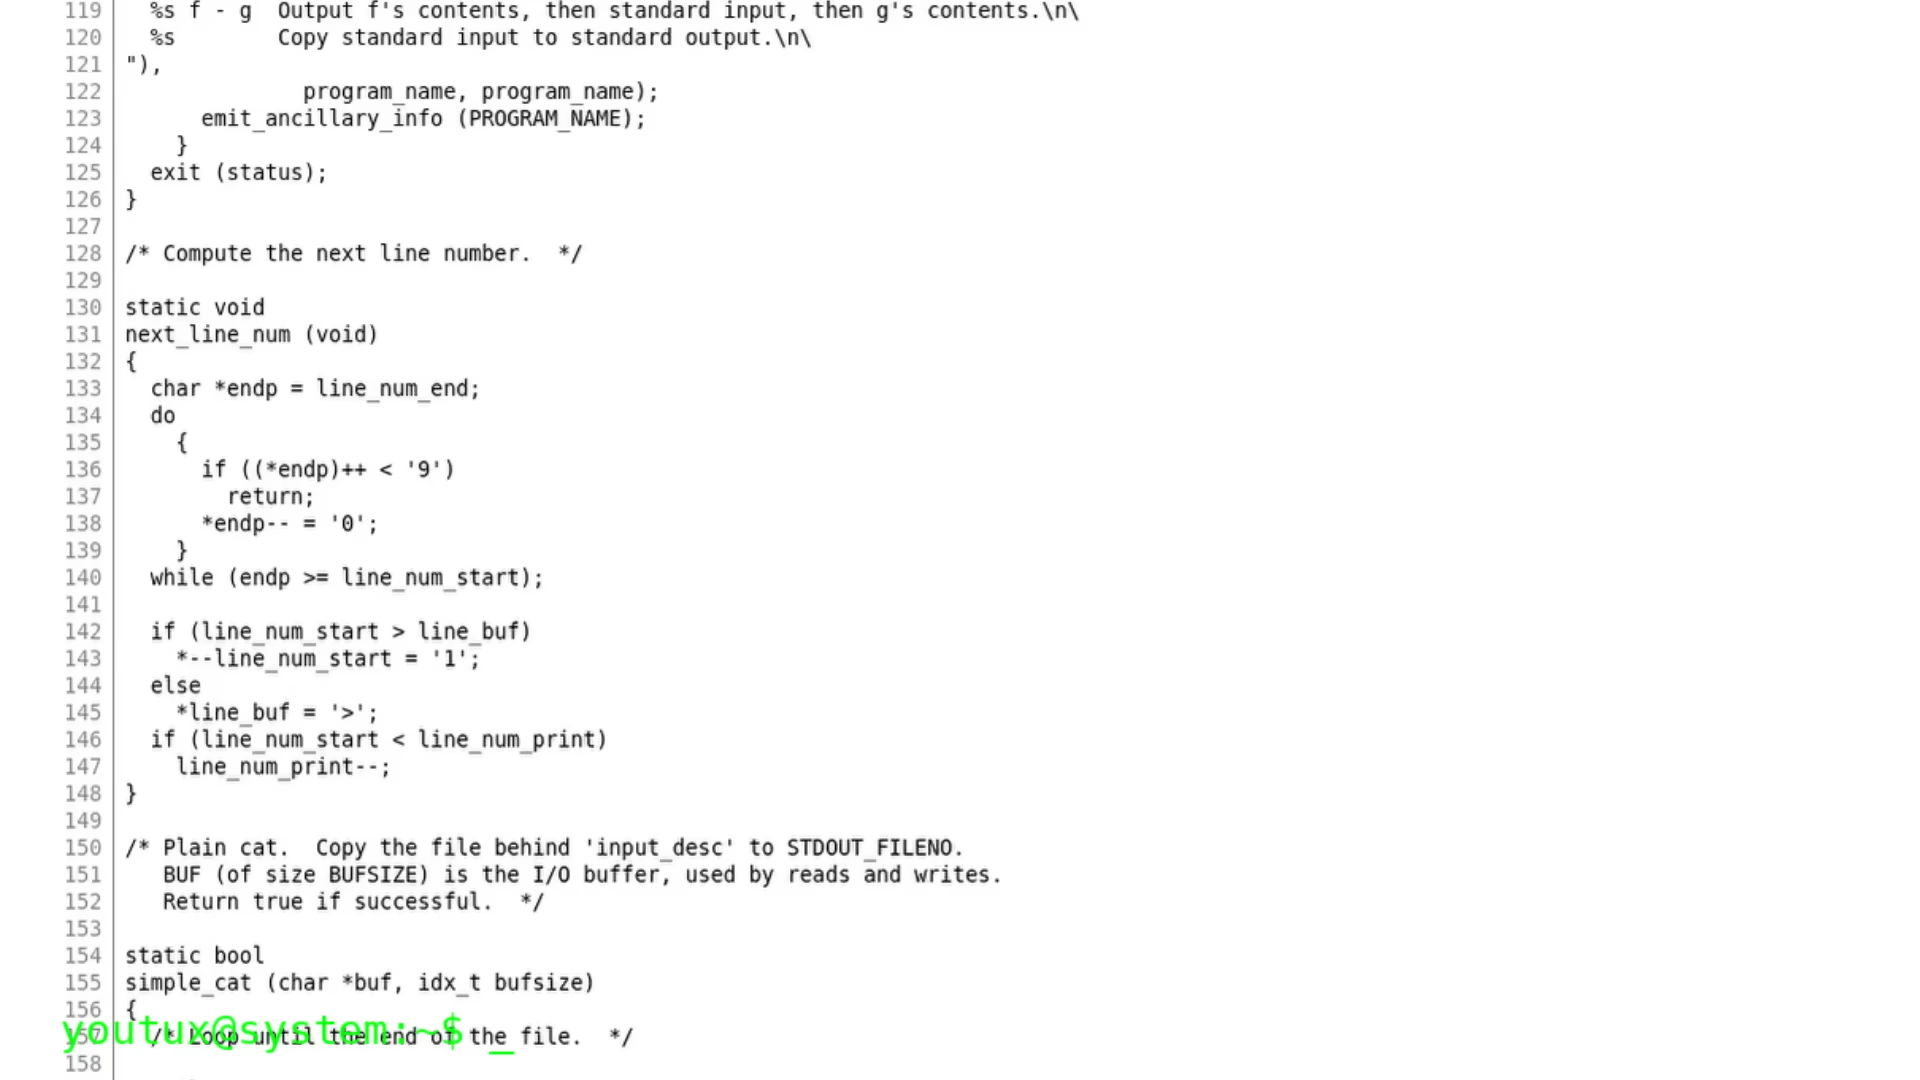 119   %s f - g  Output f's contents, then standard input, then g's contents.\n\
120   %s        Copy standard input to standard output.\n\
121 "),
122               program_name, program_name);
123       emit_ancillary_info (PROGRAM_NAME);
124     }
125   exit (status);
126 }
127
128 /* Compute the next line number.  */
129
130 static void
131 next_line_num (void)
132 {
133   char *endp = line_num_end;
134   do
135     {
136       if ((*endp)++ < '9')
137         return;
138       *endp-- = '0';
139     }
140   while (endp >= line_num_start);
141
142   if (line_num_start > line_buf)
143     *--line_num_start = '1';
144   else
145     *line_buf = '>';
146   if (line_num_start < line_num_print)
147     line_num_print--;
148 }
149
150 /* Plain cat.  Copy the file behind 'input_desc' to STDOUT_FILENO.
151    BUF (of size BUFSIZE) is the I/O buffer, used by reads and writes.
152    Return true if successful.  */
153
154 static bool
155 simple_cat (char *buf, idx_t bufsize)
156 {
youtux@system:~$ _
157   /* Loop until the end of the file.  */
158